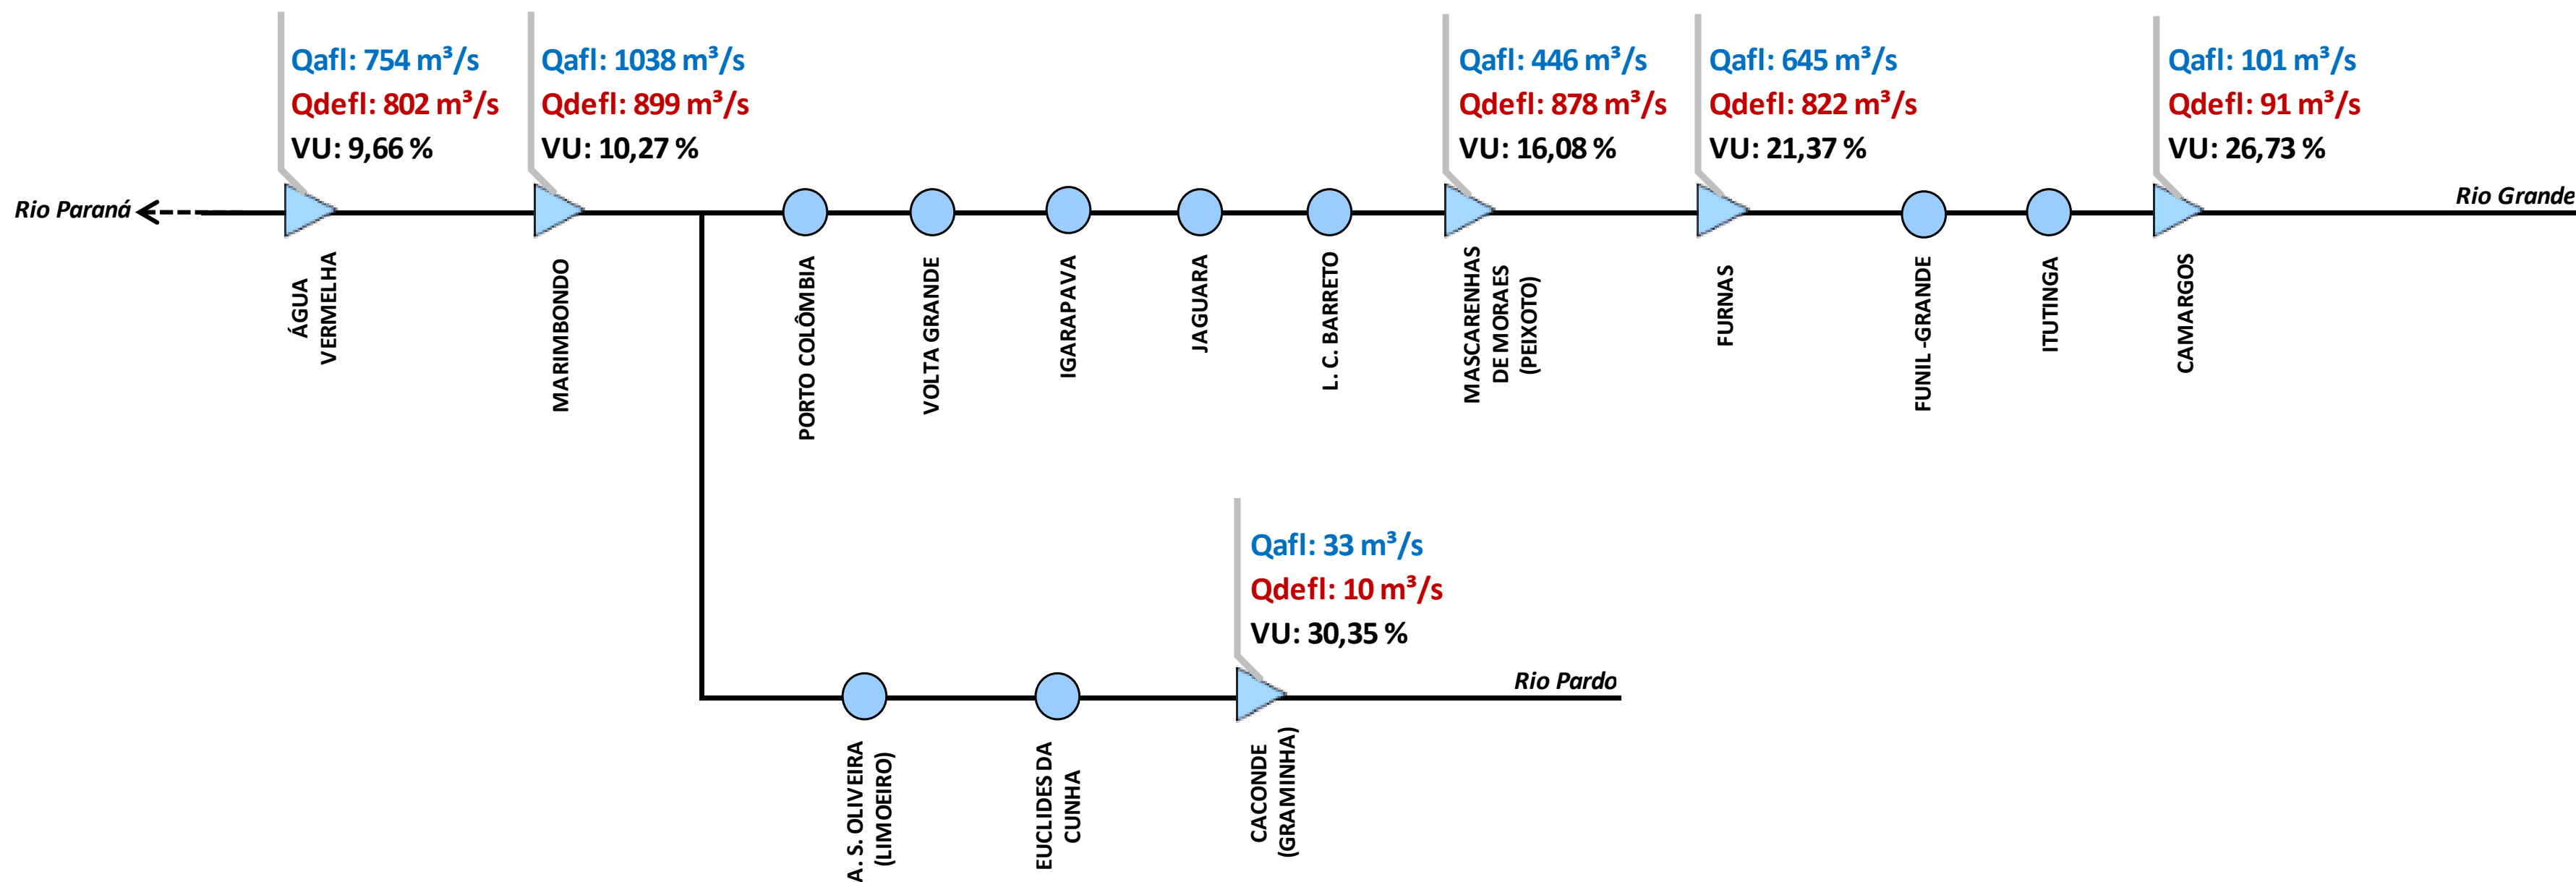 Qafl: 754 m³/s
Qdefl: 802 m³/s
VU: 9,66 %
Qafl: 1038 m³/s
Qdefl: 899 m³/s
VU: 10,27 %
Qafl: 446 m³/s
Qdefl: 878 m³/s
VU: 16,08 %
Qafl: 645 m³/s
Qdefl: 822 m³/s
VU: 21,37 %
Qafl: 101 m³/s
Qdefl: 91 m³/s
VU: 26,73 %
Rio Paraná
Rio Grande
ÁGUA
VERMELHA
MARIMBONDO
PORTO COLÔMBIA
VOLTA GRANDE
IGARAPAVA
JAGUARA
L. C. BARRETO
MASCARENHAS
DE MORAES
(PEIXOTO)
FURNAS
FUNIL -GRANDE
ITUTINGA
CAMARGOS
Qafl: 33 m³/s
Qdefl: 10 m³/s
VU: 30,35 %
Rio Pardo
A. S. OLIVEIRA
(LIMOEIRO)
EUCLIDES DA
CUNHA
CACONDE
(GRAMINHA)